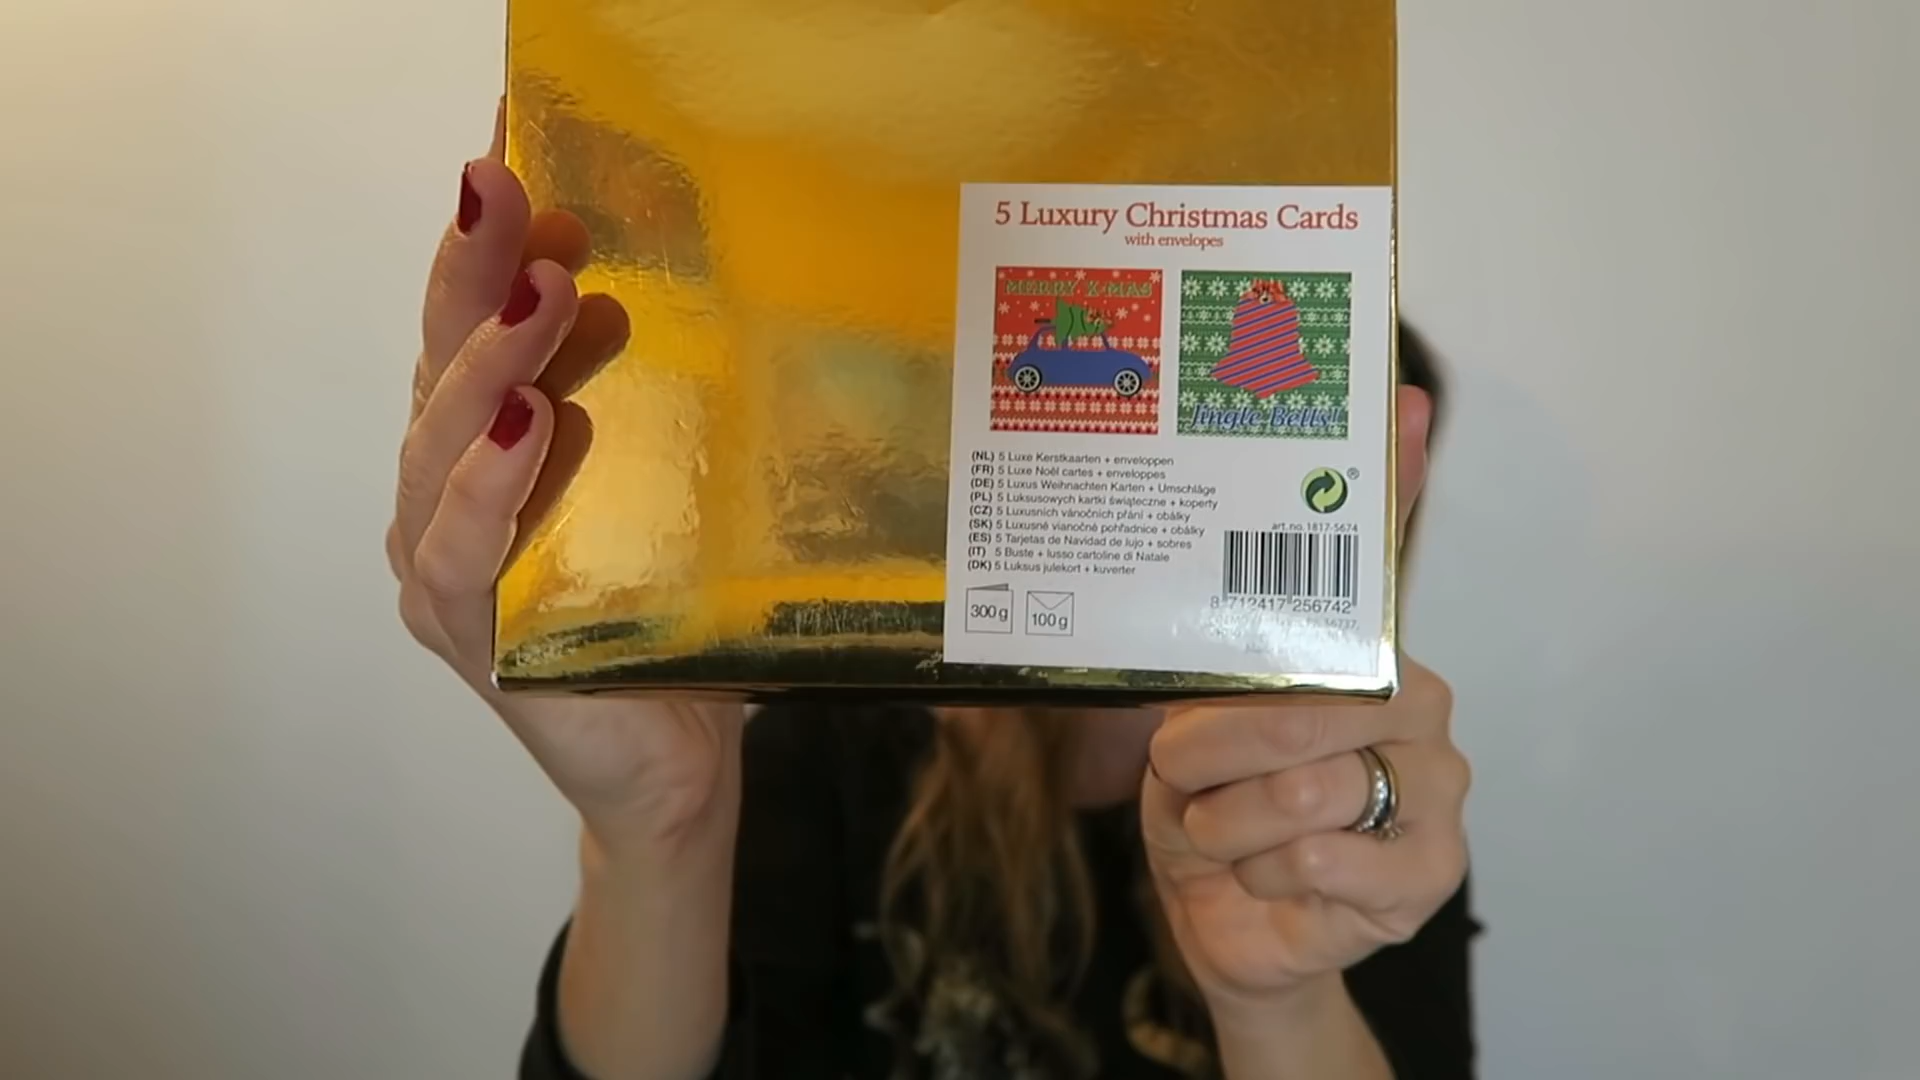 5 Luxury Christmas Cards
with envelopes
MERRY X-MAS
Jingle Bells!
(NL) 5 Luxe Kerstkaarten + enveloppen
(FR) 5 Luxe Noël cartes + enveloppes
(DE) 5 Luxus Weihnachten Karten + Umschläge
(PL) 5 Luksusowych kartki świąteczne + koperty
(CZ) 5 Luxusních vánočních přání + obálky
(SK) 5 Luxusné vianočné pohľadnice + obálky
(ES) 5 Tarjetas de Navidad de lujo + sobres
(IT) 5 Buste + lusso cartoline di Natale
(DK) 5 Luksus julekort + kuverter
®
art.no.1817-5674
8 712417 256742
300 g
100 g